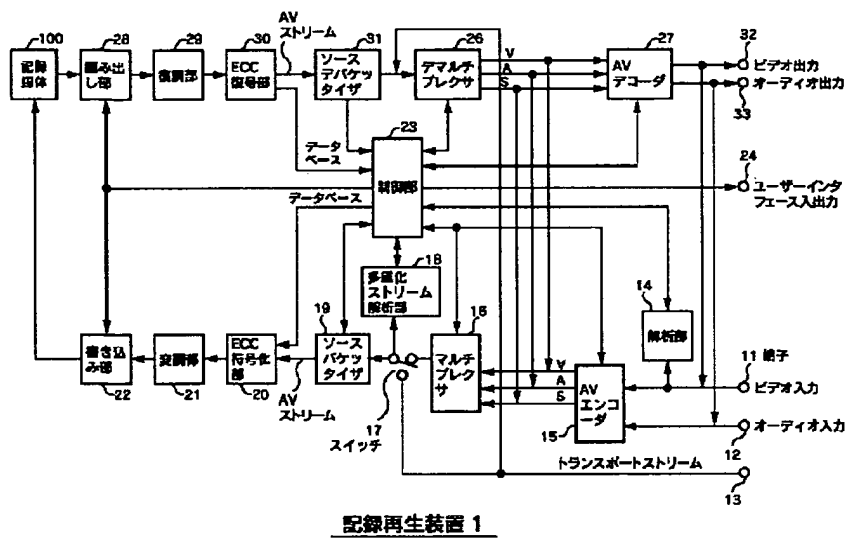 100
記録
媒体
28
読み出
し部
29
復調部
30
ECC
復号部
AV
ストリーム
31
ソース
デパケッ
タイザ
26
デマルチ
プレクサ
V
A
S
27
AV
デコーダ
32
ビデオ出力
オーディオ出力
33
データ
ベース
23
制御部
24
ユーザーインタ
フェース入出力
データベース
18
多重化
ストリーム
解析部
14
解析部
書き込
み部
22
変調部
21
ECC
符号化
部
20
AV
ストリーム
19
ソース
パケッ
タイザ
17
スイッチ
16
マルチ
プレク
サ
V
A
S
AV
エンコ
ーダ
15
11 端子
ビデオ入力
オーディオ入力
12
トランスポートストリーム
13
記録再生装置 1